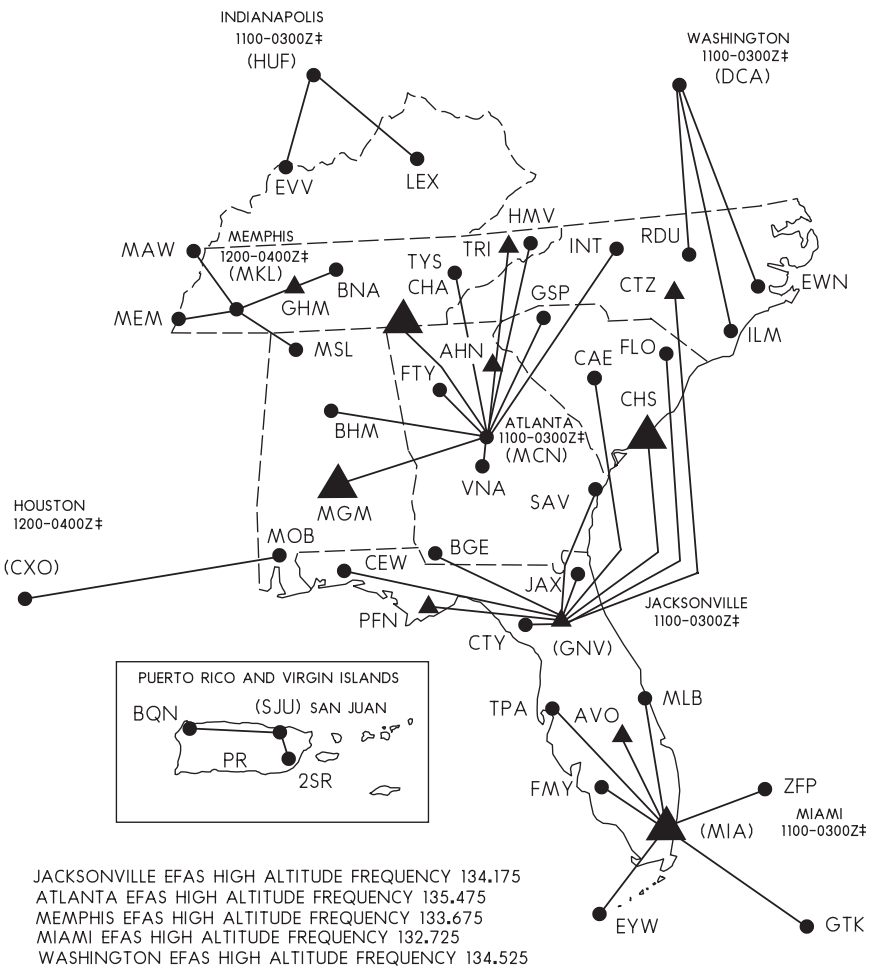 INDIANAPOLIS
1100-0300Z‡
(HUF)
WASHINGTON
1100-0300Z‡
(DCA)
EVV
LEX
HMV
MAW
MEMPHIS
1200-0400Z‡
(MKL)
TRI
INT
RDU
TYS
CHA
BNA
GHM
GSP
CTZ
EWN
MEM
ILM
MSL
AHN
FLO
CAE
FTY
CHS
BHM
ATLANTA
1100-0300Z‡
(MCN)
VNA
MGM
SAV
HOUSTON
1200-0400Z‡
MOB
BGE
(CXO)
CEW
JAX
JACKSONVILLE
1100-0300Z‡
PFN
CTY
(GNV)
PUERTO RICO AND VIRGIN ISLANDS
BQN
(SJU) SAN JUAN
PR
2SR
TPA
AVO
MLB
FMY
ZFP
MIAMI
1100-0300Z‡
(MIA)
EYW
GTK
JACKSONVILLE EFAS HIGH ALTITUDE FREQUENCY 134.175
ATLANTA EFAS HIGH ALTITUDE FREQUENCY 135.475
MEMPHIS EFAS HIGH ALTITUDE FREQUENCY 133.675
MIAMI EFAS HIGH ALTITUDE FREQUENCY 132.725
WASHINGTON EFAS HIGH ALTITUDE FREQUENCY 134.525